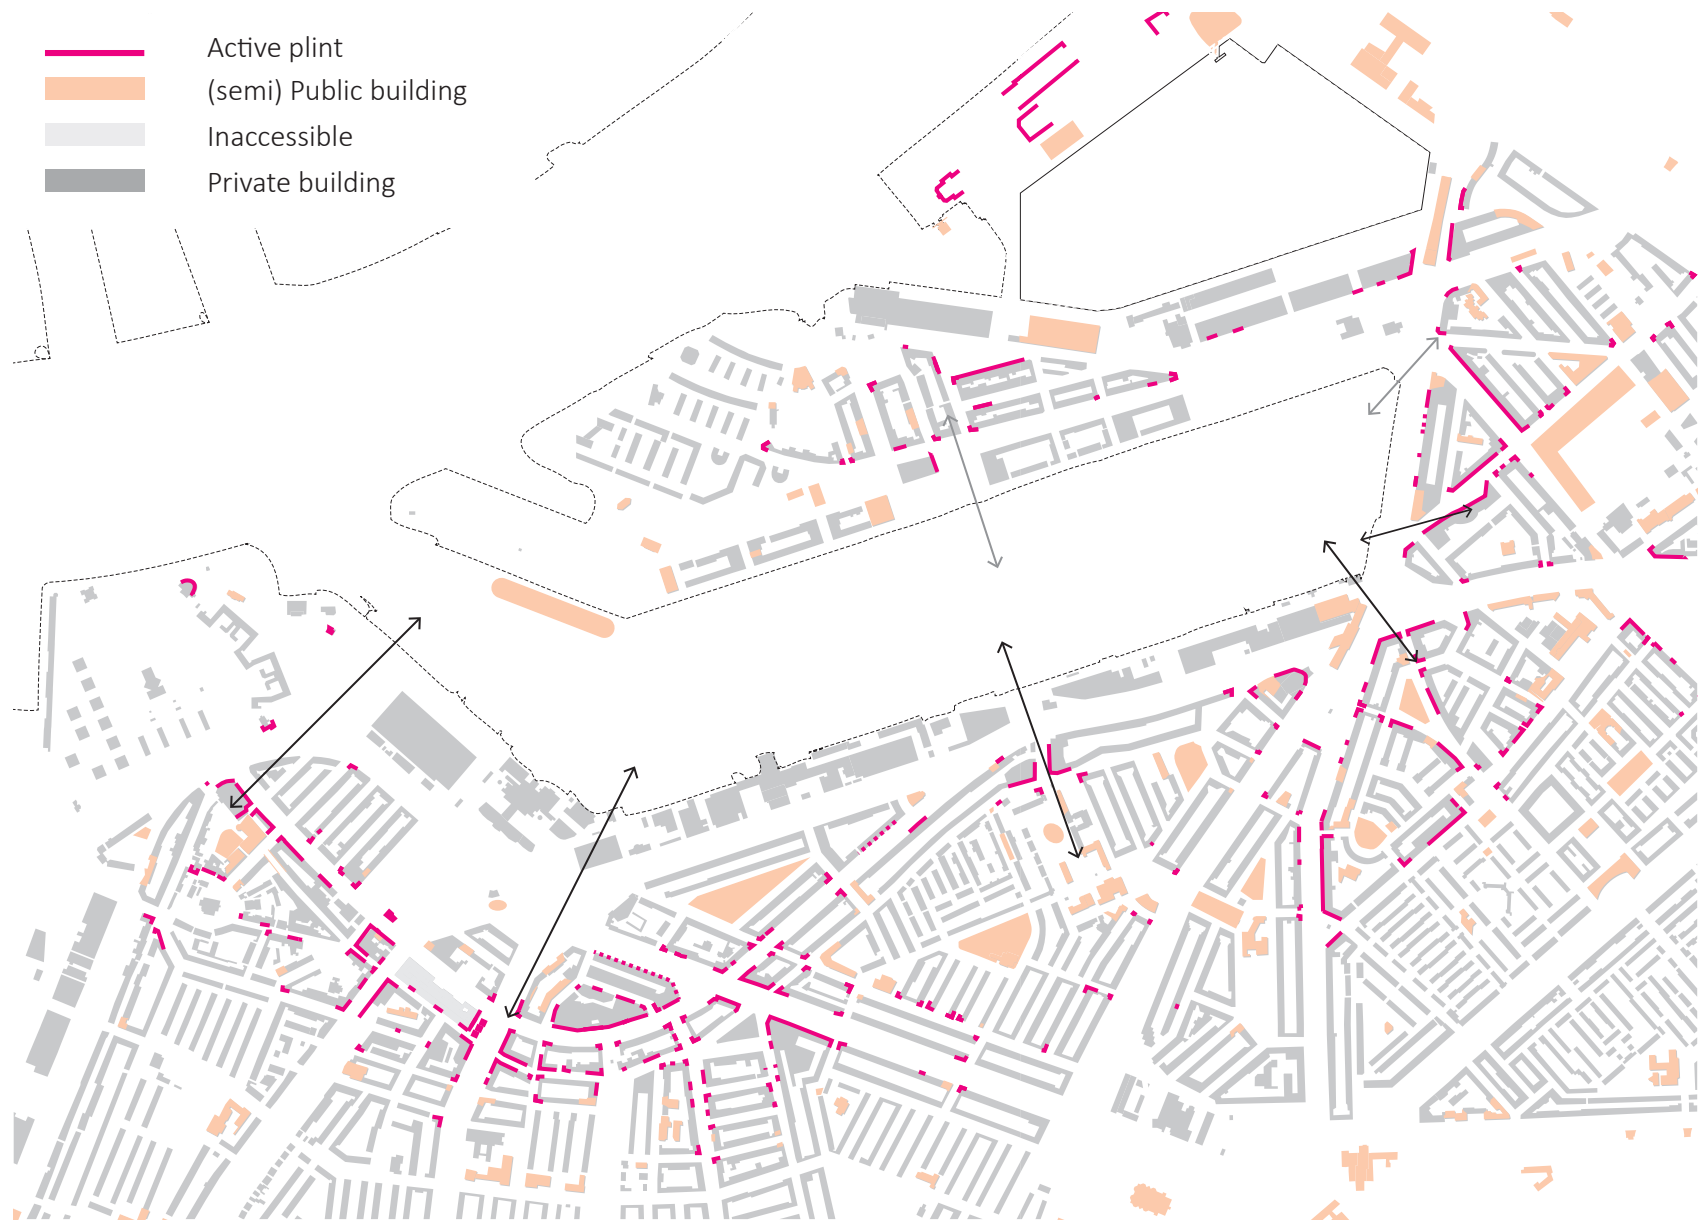 Active plint
(semi) Public building
Inaccessible
Private building